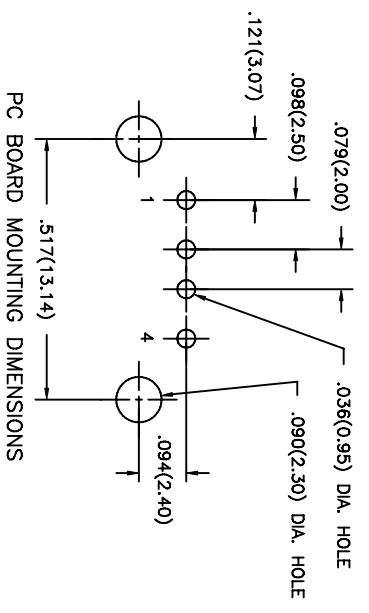 .121(3.07)
.098(2.50)
.079(2.00)
.036(0.95) DIA. HOLE
.090(2.30) DIA. HOLE
1
4
.094(2.40)
.517(13.14)
PC BOARD MOUNTING DIMENSIONS